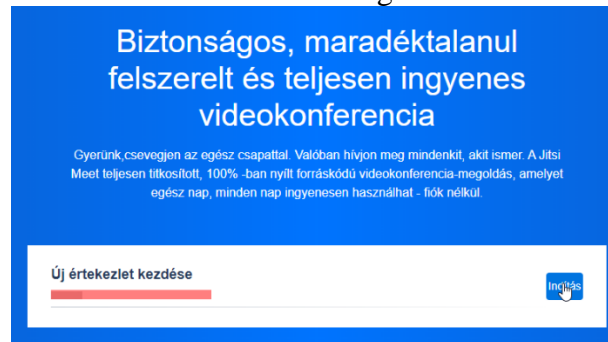 Biztonságos, maradéktalanul
felszerelt és teljesen ingyenes
videokonferencia
Gyerünk,csevegjen az egész csapattal. Valóban hívjon meg mindenkit, akit ismer. A Jitsi
Meet teljesen titkosított, 100% -ban nyílt forráskódú videokonferencia-megoldás, amelyet
egész nap, minden nap ingyenesen használhat - fiók nélkül.
Új értekezlet kezdése
Indítás